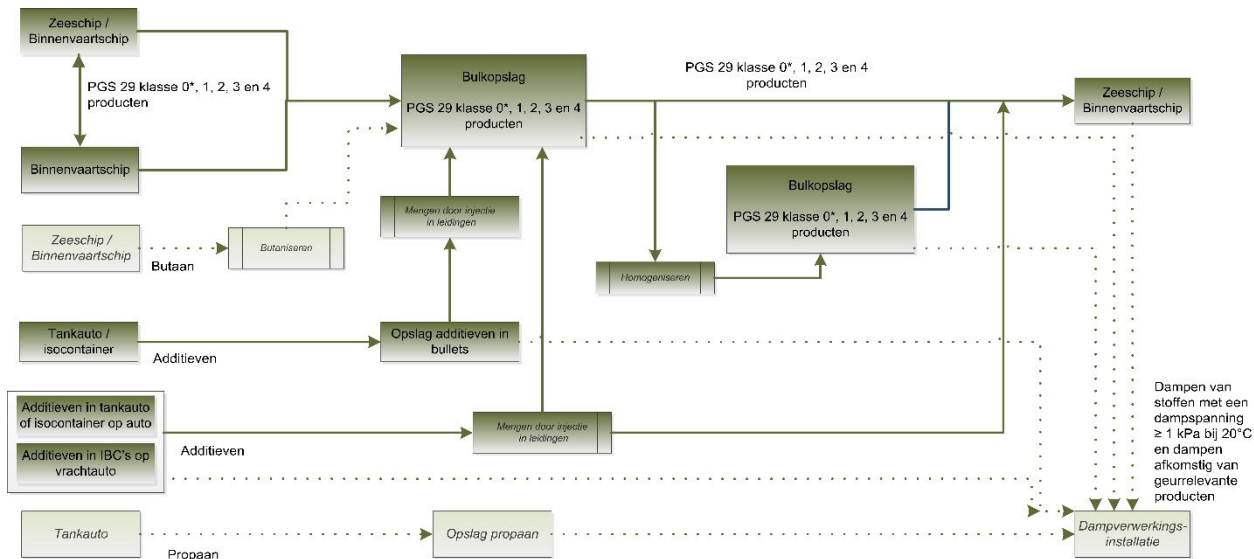 Zeeschip /
Binnenvaartschip
PGS 29 klasse 0*, 1, 2, 3 en 4
producten
Binnenvaartschip
Bulkopslag
PGS 29 klasse 0*, 1, 2, 3 en 4
producten
PGS 29 klasse 0*, 1, 2, 3 en 4
producten
Zeeschip /
Binnenvaartschip
Bulkopslag
PGS 29 klasse 0*, 1, 2, 3 en 4
producten
Mengen door injectie
in leidingen
Zeeschip /
Binnenvaartschip
Butaan
Butaniseren
Homogeniseren
Tankauto /
isocontainer
Additieven
Opslag additieven in
bullets
Additieven in tankauto
of isocontainer op auto
Additieven in IBC's op
vrachtauto
Additieven
Mengen door injectie
in leidingen
Dampen van
stoffen met een
dampspanning
≥ 1 kPa bij 20°C
en dampen
afkomstig van
geurrelevante
producten
Tankauto
Propaan
Opslag propaan
Dampverwerkings-
installatie